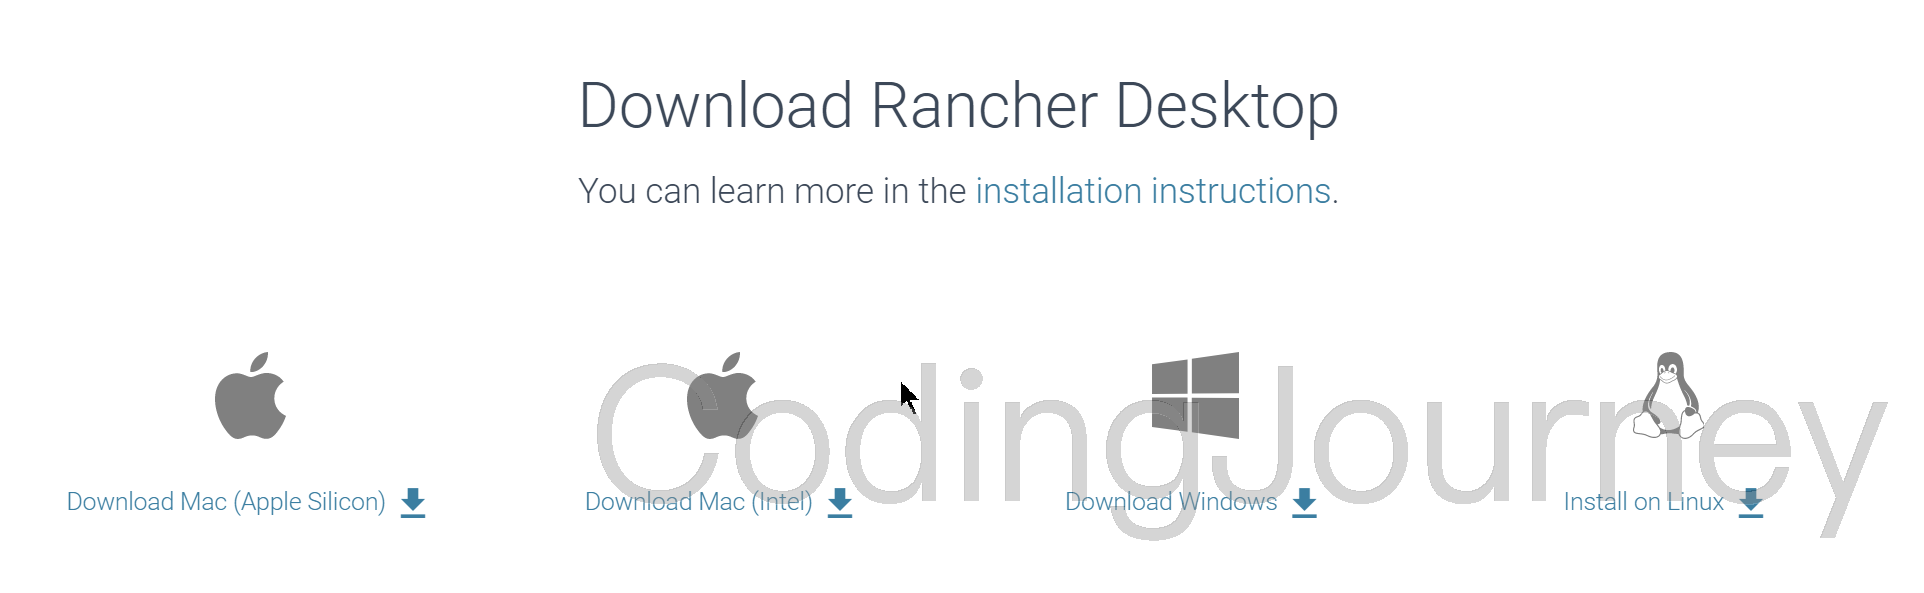 Download Rancher Desktop
You can learn more in the installation instructions.
CodingJourney
Download Mac (Apple Silicon)
Download Mac (Intel)
Download Windows
Install on Linux